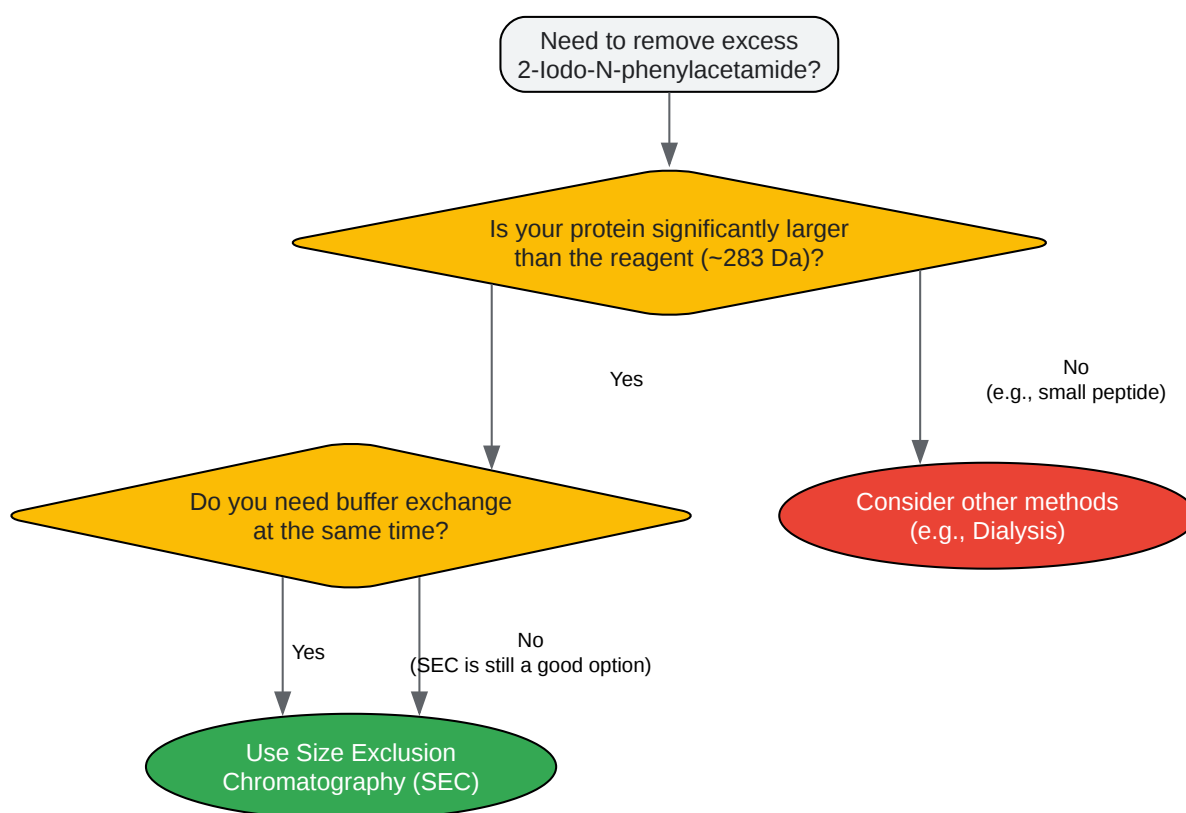 Need to remove excess
2-Iodo-N-phenylacetamide?
Is your protein significantly larger
than the reagent (~283 Da)?
Yes
No
(e.g., small peptide)
Do you need buffer exchange
at the same time?
Consider other methods
(e.g., Dialysis)
Yes
No
(SEC is still a good option)
Use Size Exclusion
Chromatography (SEC)